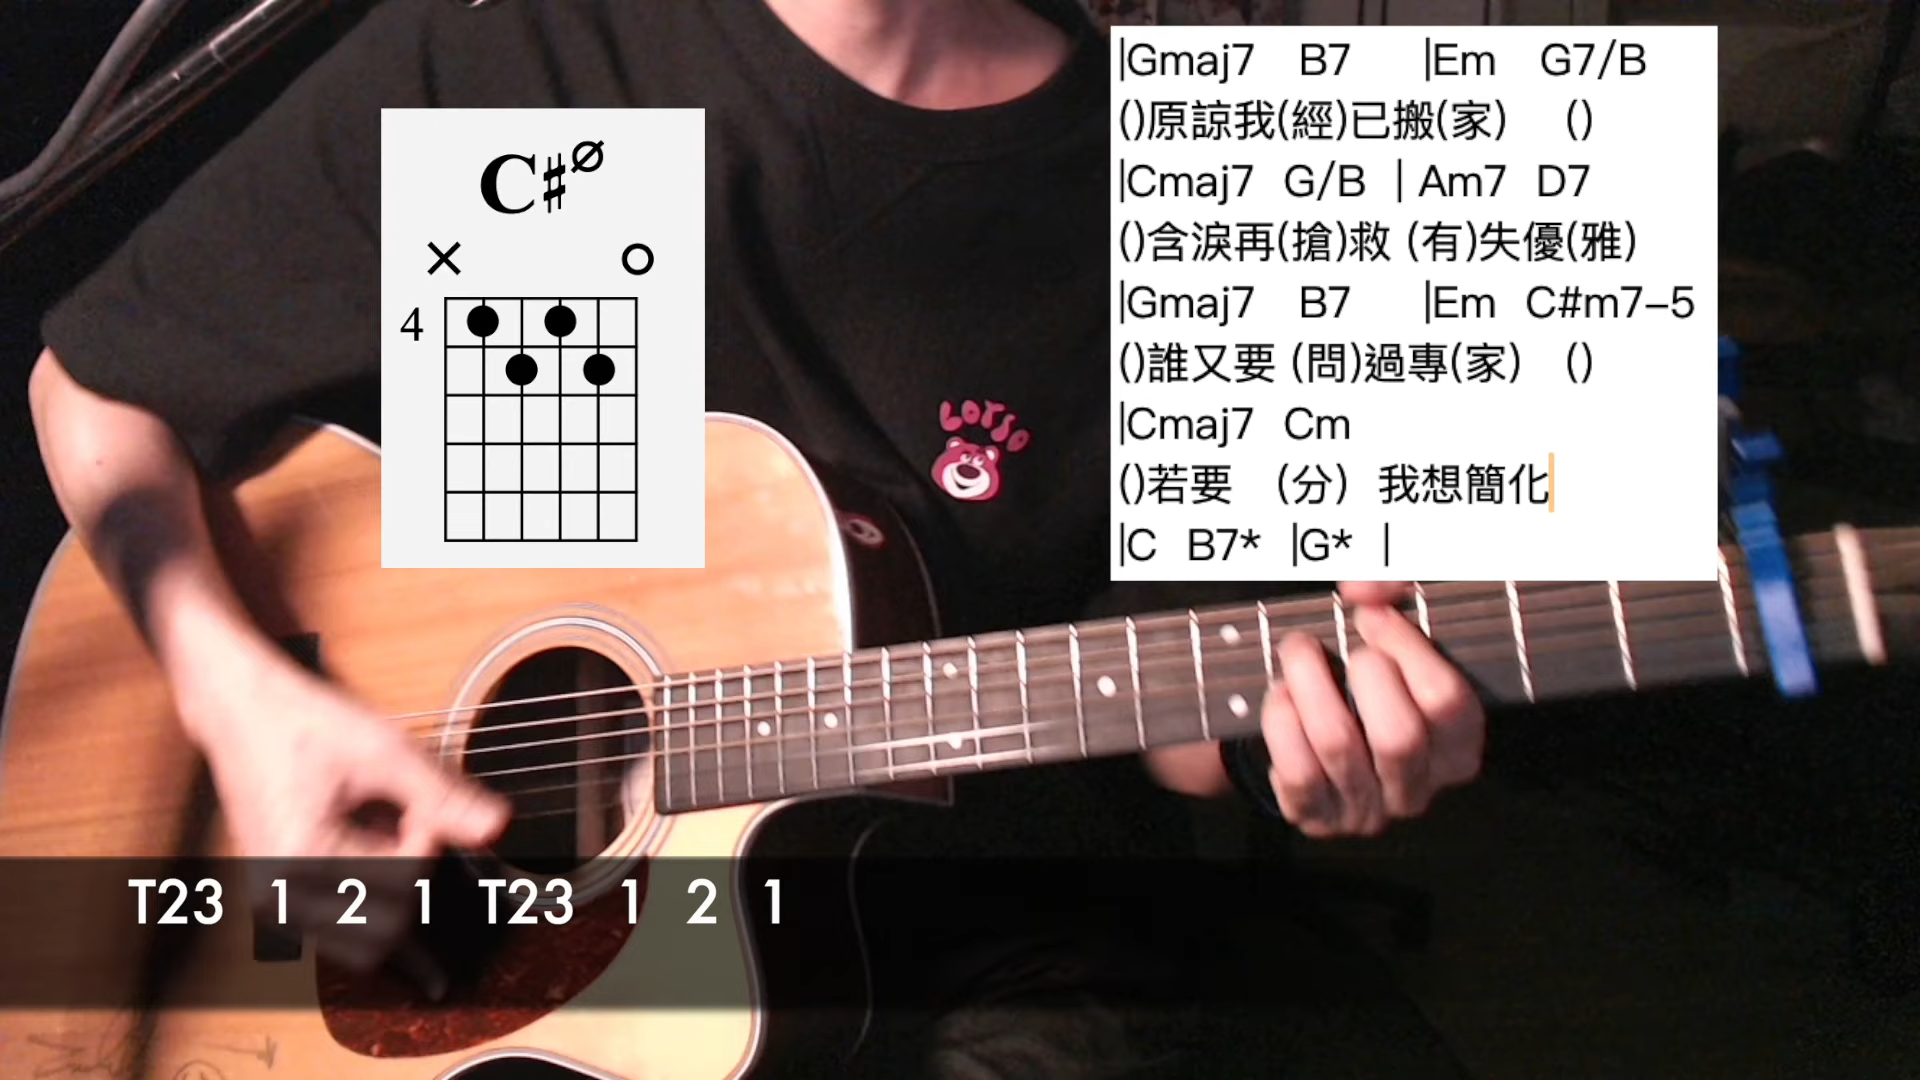 C♯ø
4
|Gmaj7 B7 |Em G7/B
()原諒我(經)已搬(家) ()
|Cmaj7 G/B | Am7 D7
()含淚再(搶)救 (有)失優(雅)
|Gmaj7 B7 |Em C#m7-5
()誰又要 (問)過專(家) ()
|Cmaj7 Cm
()若要 (分) 我想簡化
|C B7* |G* |
LOTSO
T23 1 2 1 T23 1 2 1